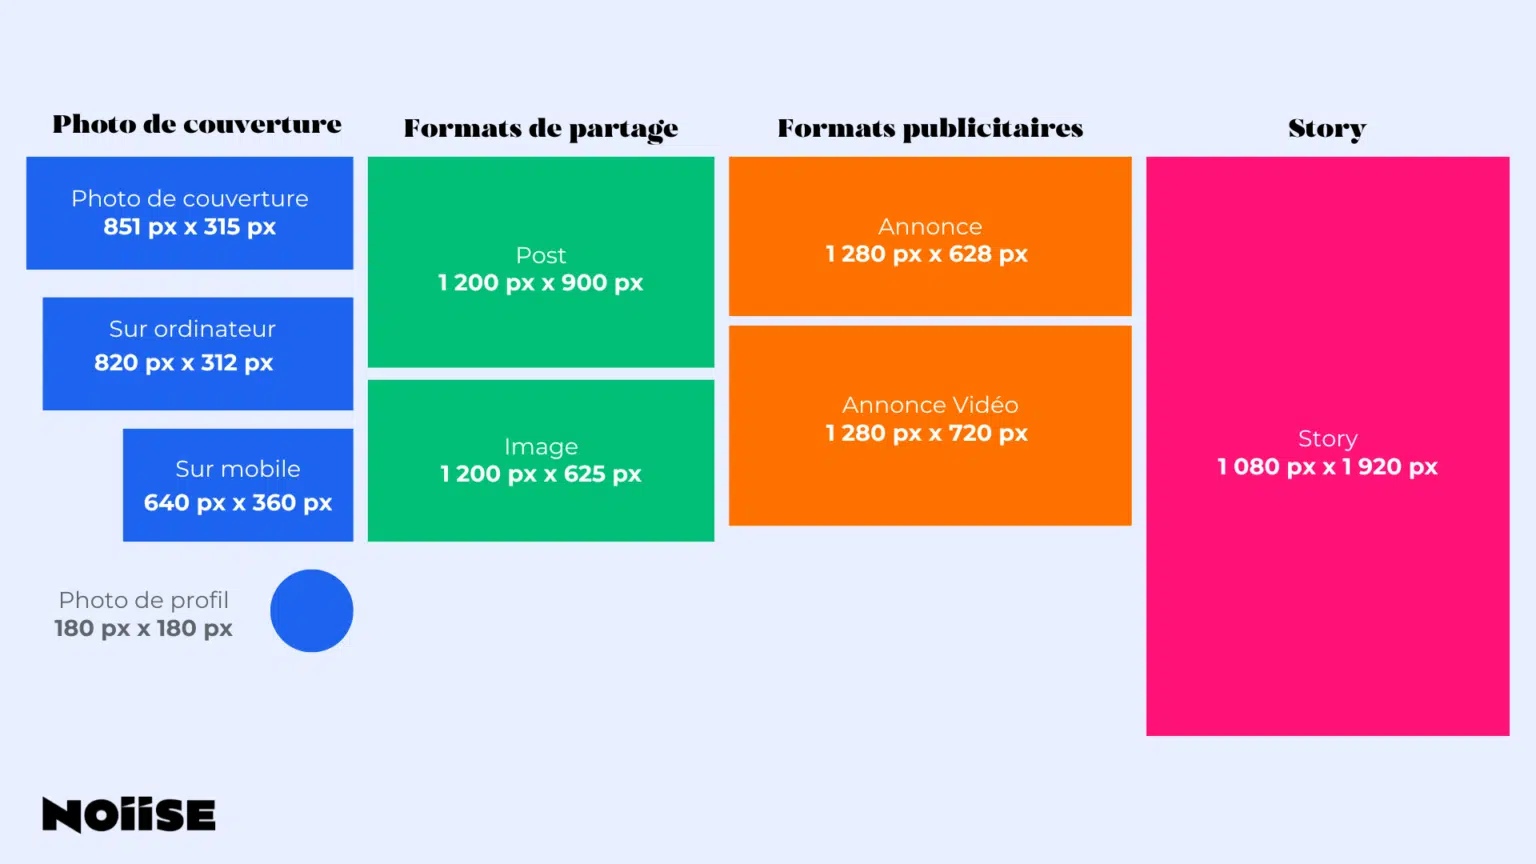 Photo de couverture
Photo de couverture
851 px x 315 px
Sur ordinateur
820 px x 312 px
Sur mobile
640 px x 360 px
Photo de profil
180 px x 180 px
Formats de partage
Post
1 200 px x 900 px
Image
1 200 px x 625 px
Formats publicitaires
Annonce
1 280 px x 628 px
Annonce Vidéo
1 280 px x 720 px
Story
Story
1 080 px x 1 920 px
NOIISE